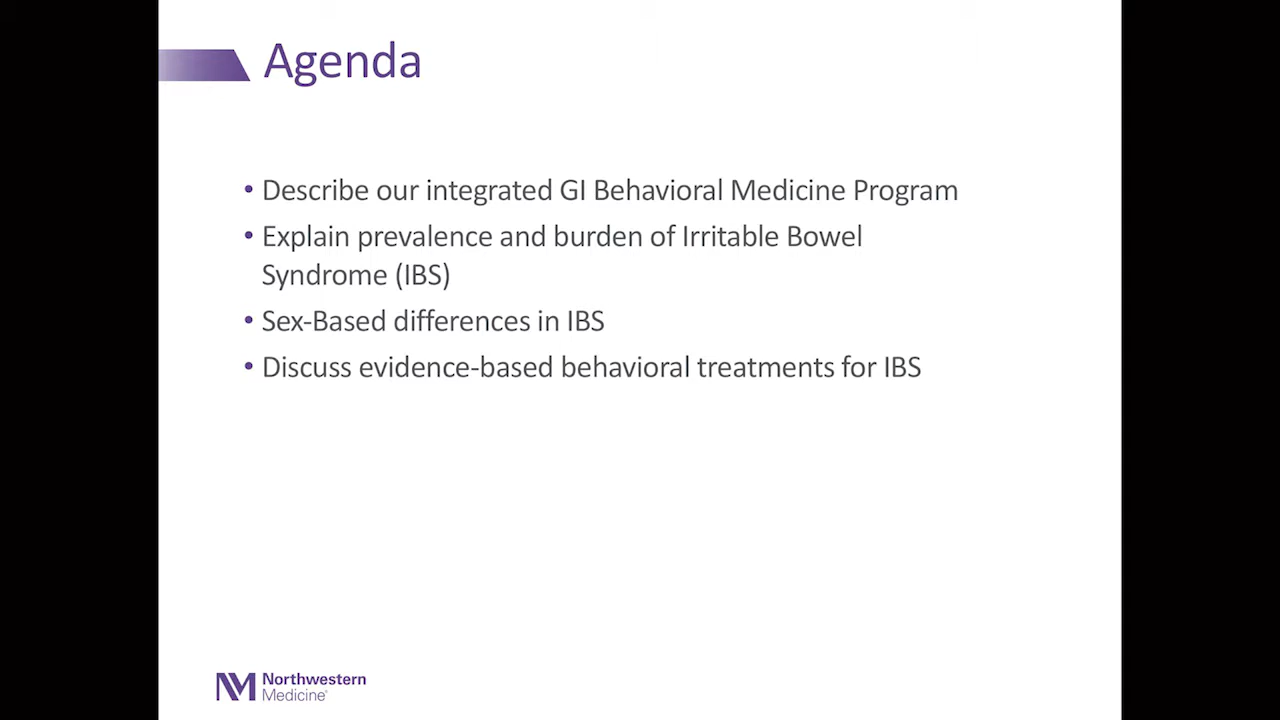 Agenda
• Describe our integrated GI Behavioral Medicine Program
• Explain prevalence and burden of Irritable Bowel
Syndrome (IBS)
• Sex-Based differences in IBS
• Discuss evidence-based behavioral treatments for IBS
NM Northwestern
Medicine